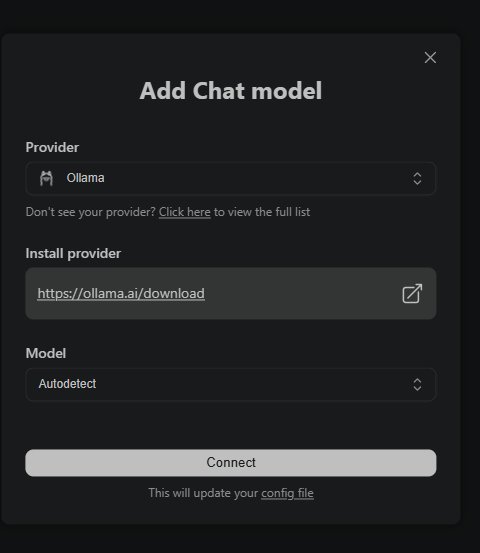 Add Chat model
Provider
Ollama
Don't see your provider? Click here to view the full list
Install provider
https://ollama.ai/download
Model
Autodetect
Connect
This will update your config file